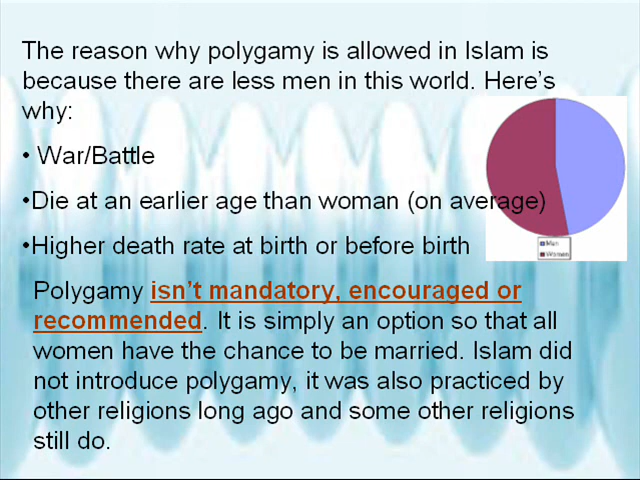 The reason why polygamy is allowed in Islam is
because there are less men in this world. Here's
why:
• War/Battle
•Die at an earlier age than woman (on average)
•Higher death rate at birth or before birth
Man
Woman
Polygamy isn't mandatory, encouraged or
recommended. It is simply an option so that all
women have the chance to be married. Islam did
not introduce polygamy, it was also practiced by
other religions long ago and some other religions
still do.